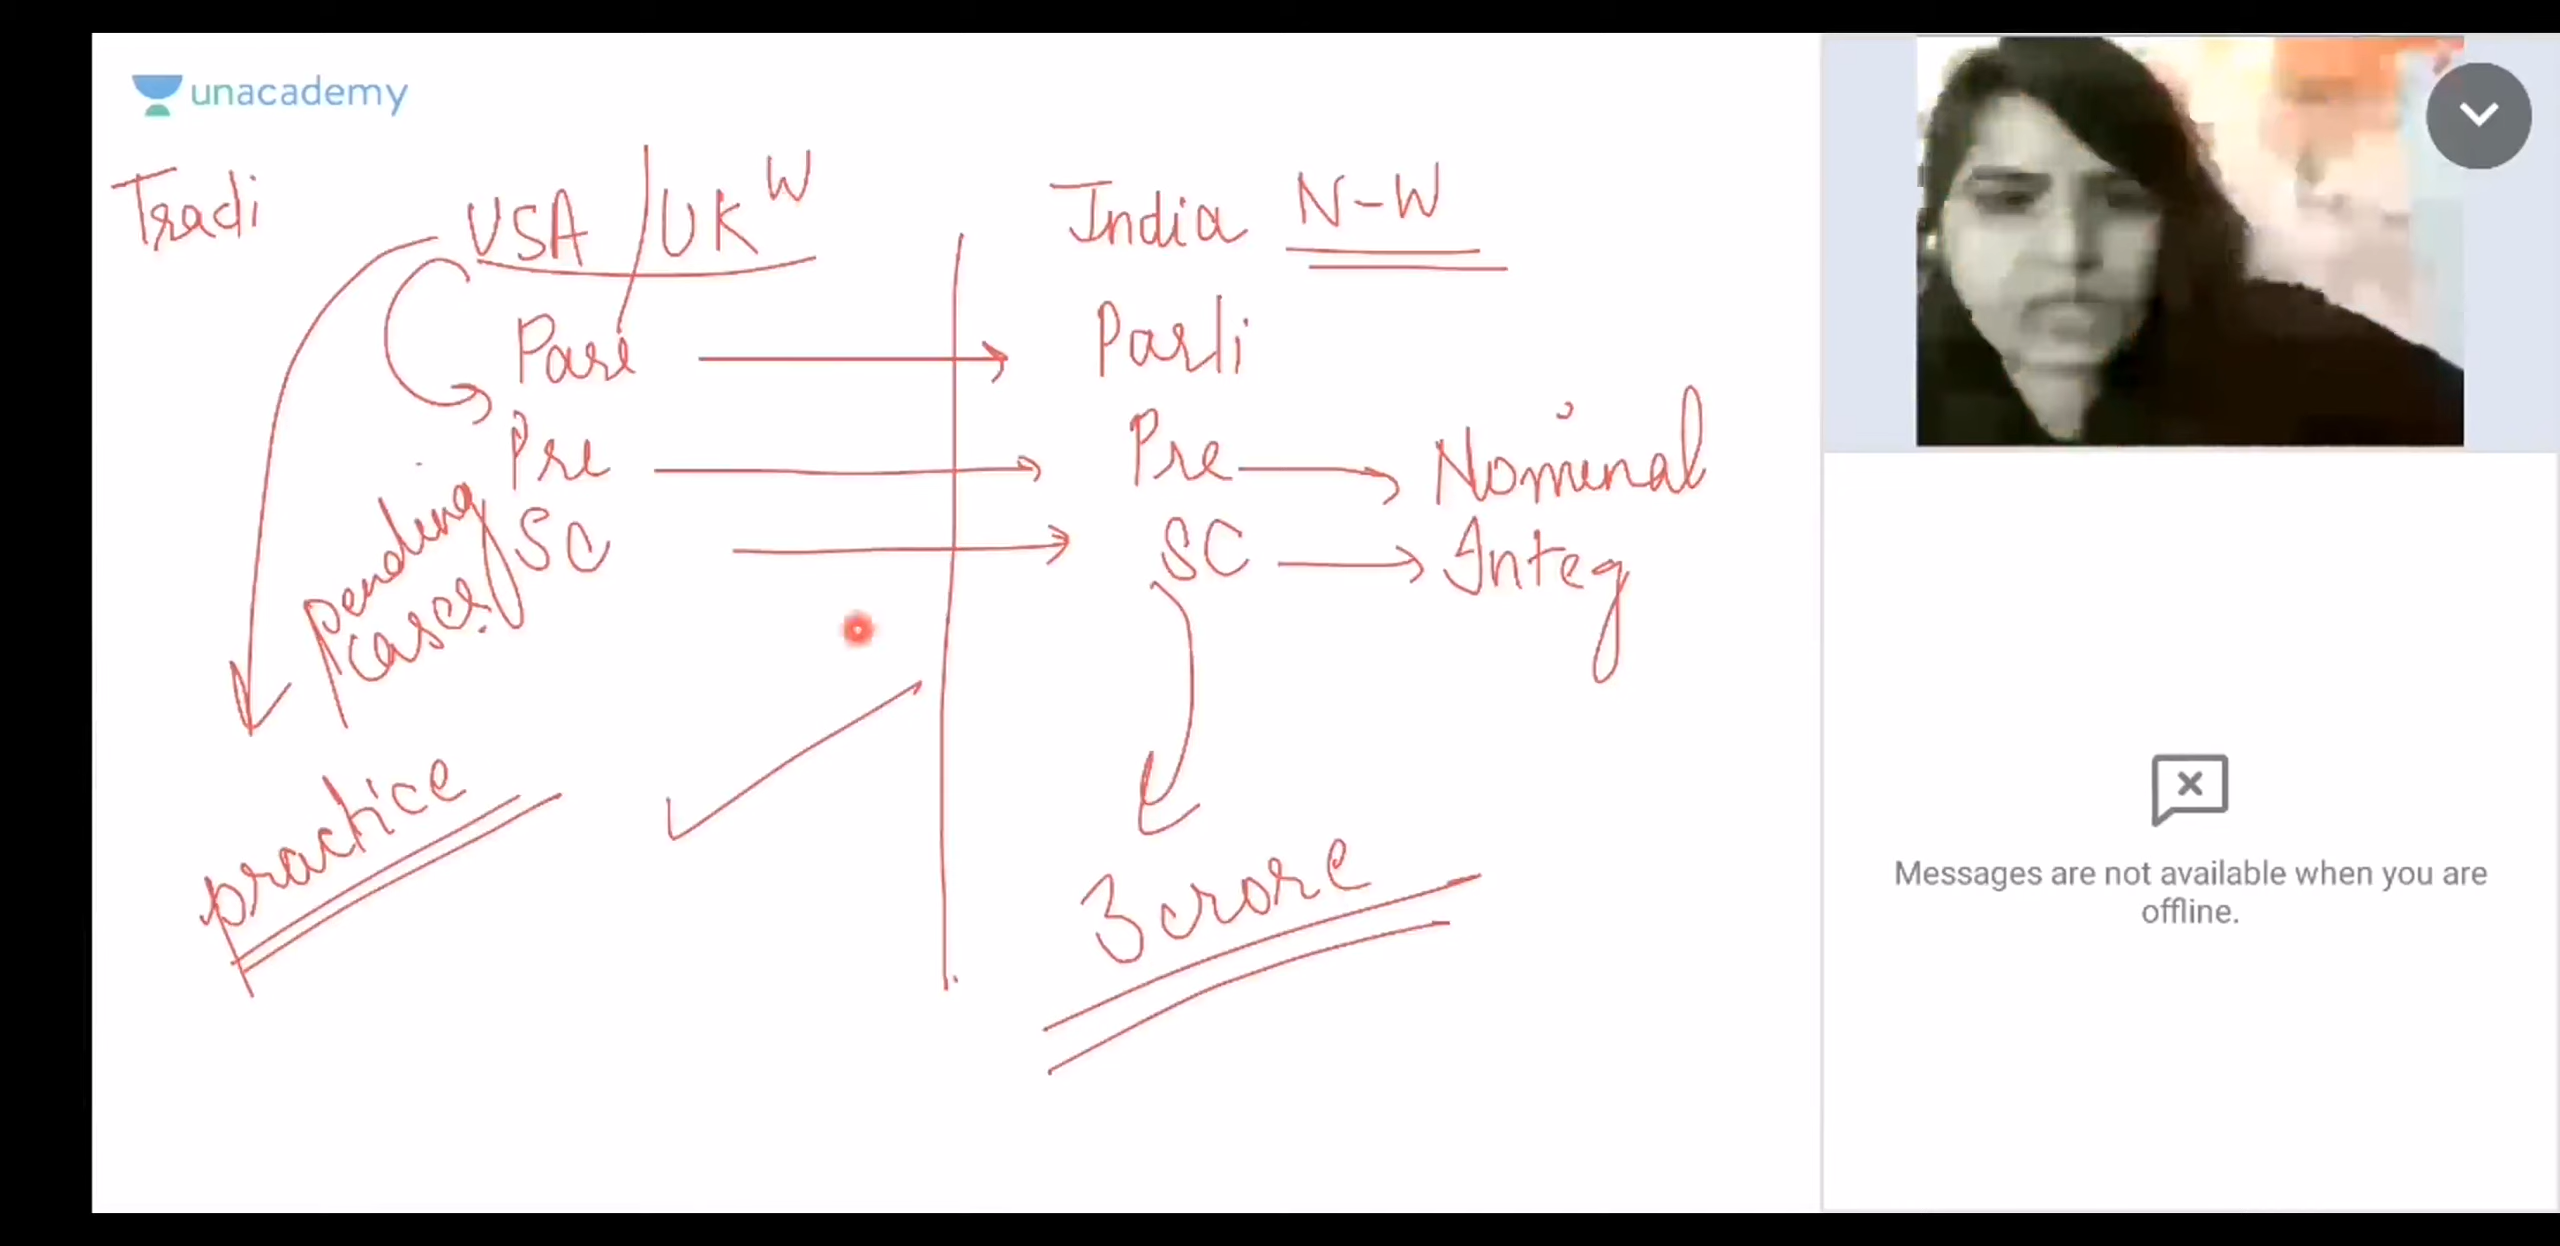 unacademy
Tradi
USA / UK W
India N-W
Parl
Parli
Pre
Pre
Nominal
SC
SC
Integ
pending
cases
practice
3 crore
Messages are not available when you are
offline.